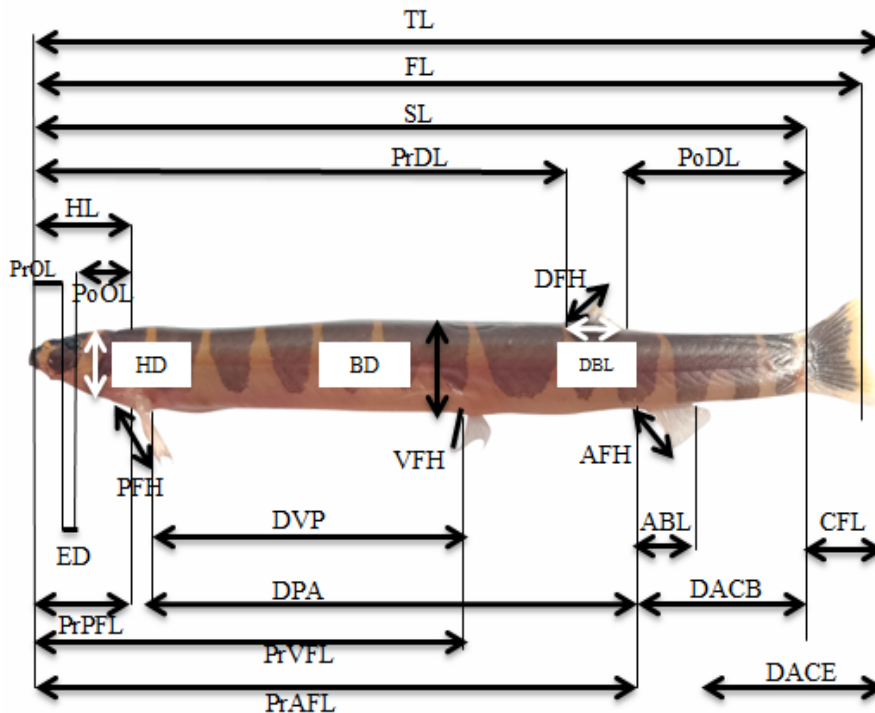 TL
FL
SL
PrDL
PoDL
HL
PrOL
PoOL
DFH
HD
BD
DBL
PFH
VFH
AFH
DVP
ABL
CFL
ED
DPA
DACB
PrPFL
PrVFL
DACE
PrAFL